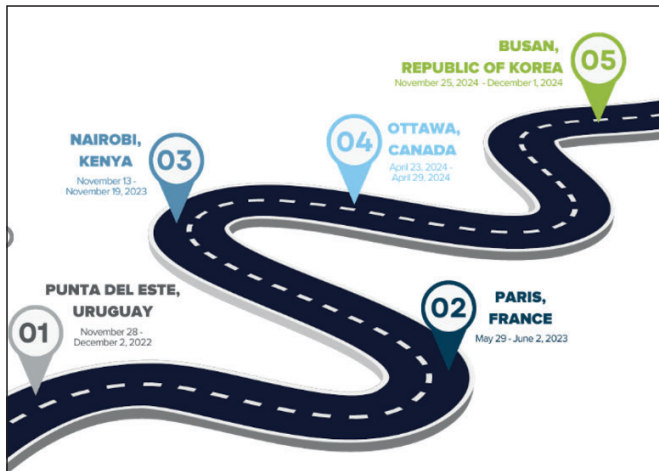 01
PUNTA DEL ESTE,
URUGUAY
November 28 -
December 2, 2022
02
PARIS,
FRANCE
May 29 - June 2, 2023
NAIROBI,
KENYA
November 13 -
November 19, 2023
03
04
OTTAWA,
CANADA
April 23, 2024 -
April 29, 2024
BUSAN,
REPUBLIC OF KOREA
November 25, 2024 - December 1, 2024
05